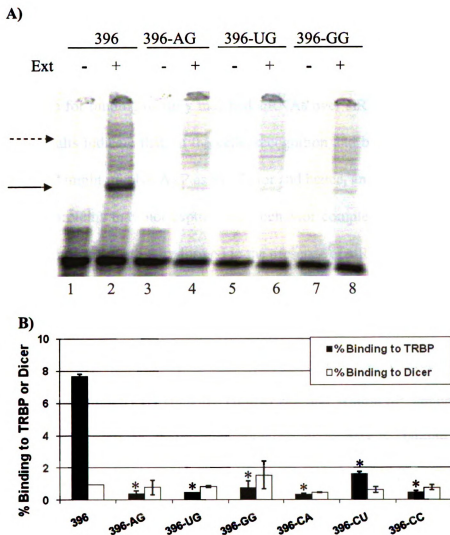 A)
396 396-AG 396-UG 396-GG
Ext - + - + - + - +
1 2 3 4 5 6 7 8
B)
% Binding to TRBP or Dicer
10
8
6
4
2
0
■%Binding to TRBP
□%Binding to Dicer
* * * * * *
396 396-AG 396-UG 396-GG 396-CA 396-CU 396-CC